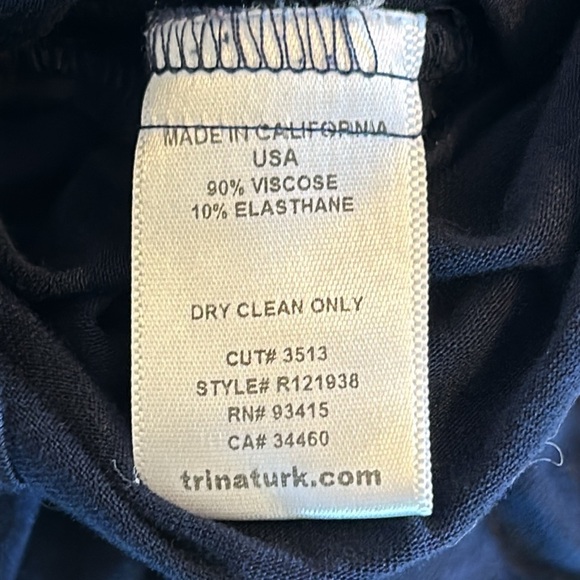 MADE IN CALIFORNIA
USA
90% VISCOSE
10% ELASTHANE
DRY CLEAN ONLY
CUT# 3513
STYLE# R121938
RN# 93415
CA# 34460
trinaturk.com